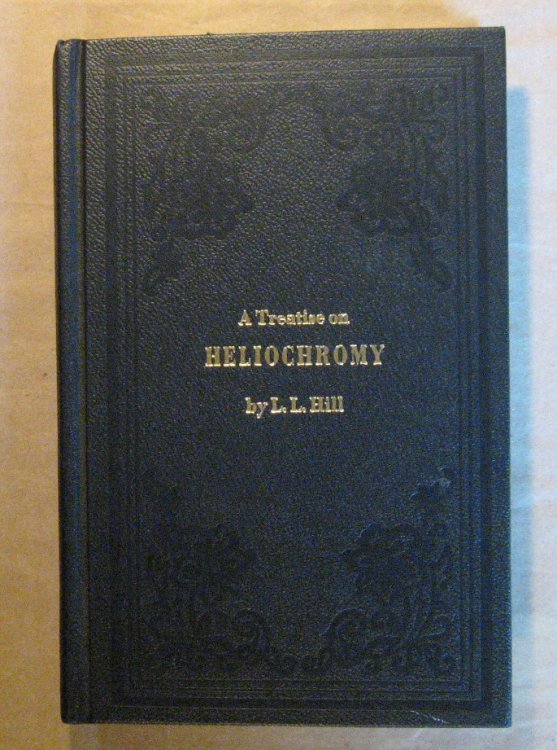 A Treatise on
HELIOCHROMY
by L. L. Hill